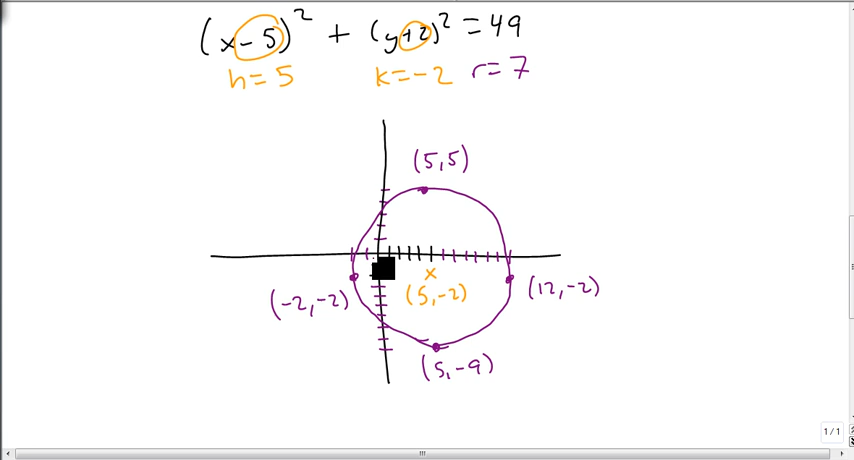 (x-5)² + (y+2)² = 49
h=5 k=-2 r=7
(5,5)
x
(-2,-2) (5,-2) (12,-2)
(5,-9)
1/1